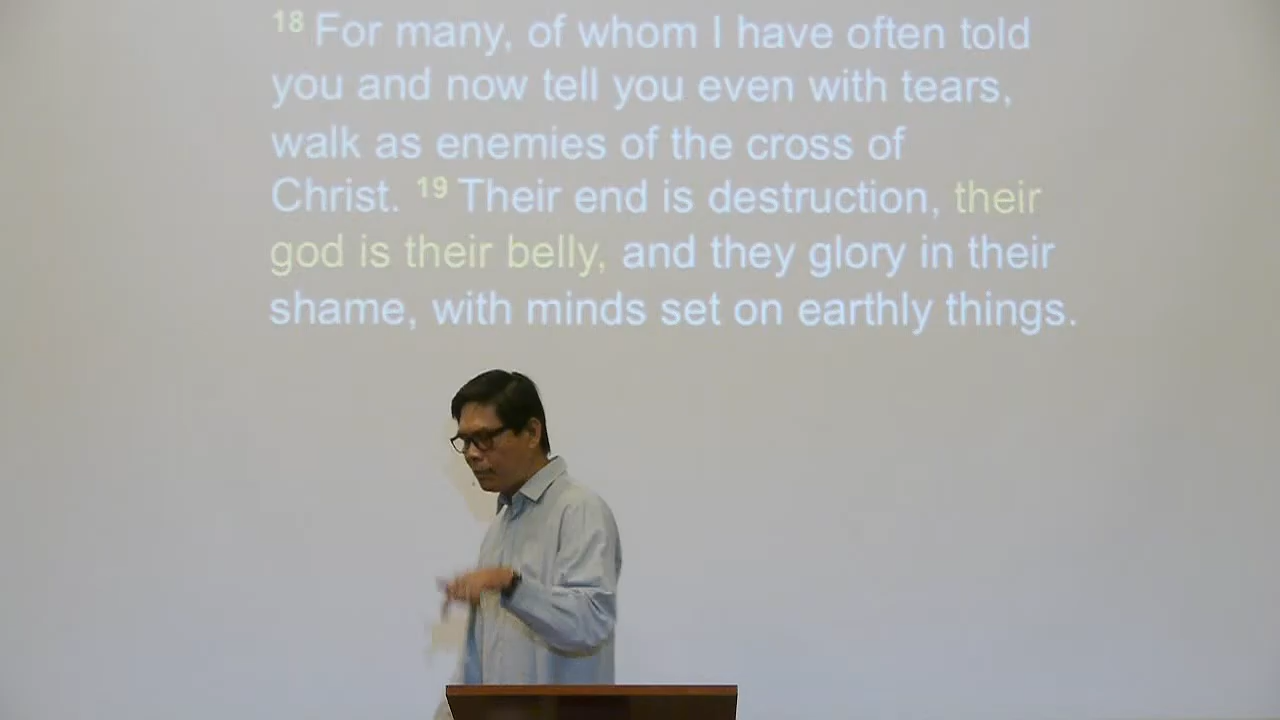 18 For many, of whom I have often told
you and now tell you even with tears,
walk as enemies of the cross of
Christ. 19 Their end is destruction, their
god is their belly, and they glory in their
shame, with minds set on earthly things.